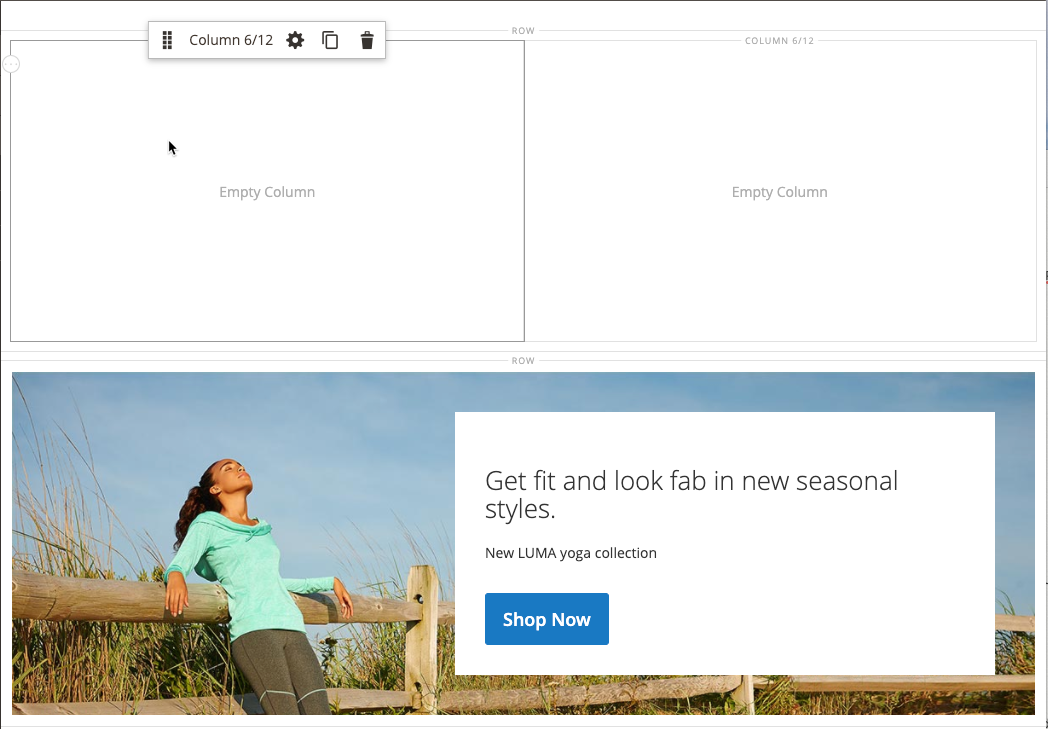 ROW
Column 6/12
COLUMN 6/12
Empty Column
Empty Column
ROW
Get fit and look fab in new seasonal
styles.
New LUMA yoga collection
Shop Now